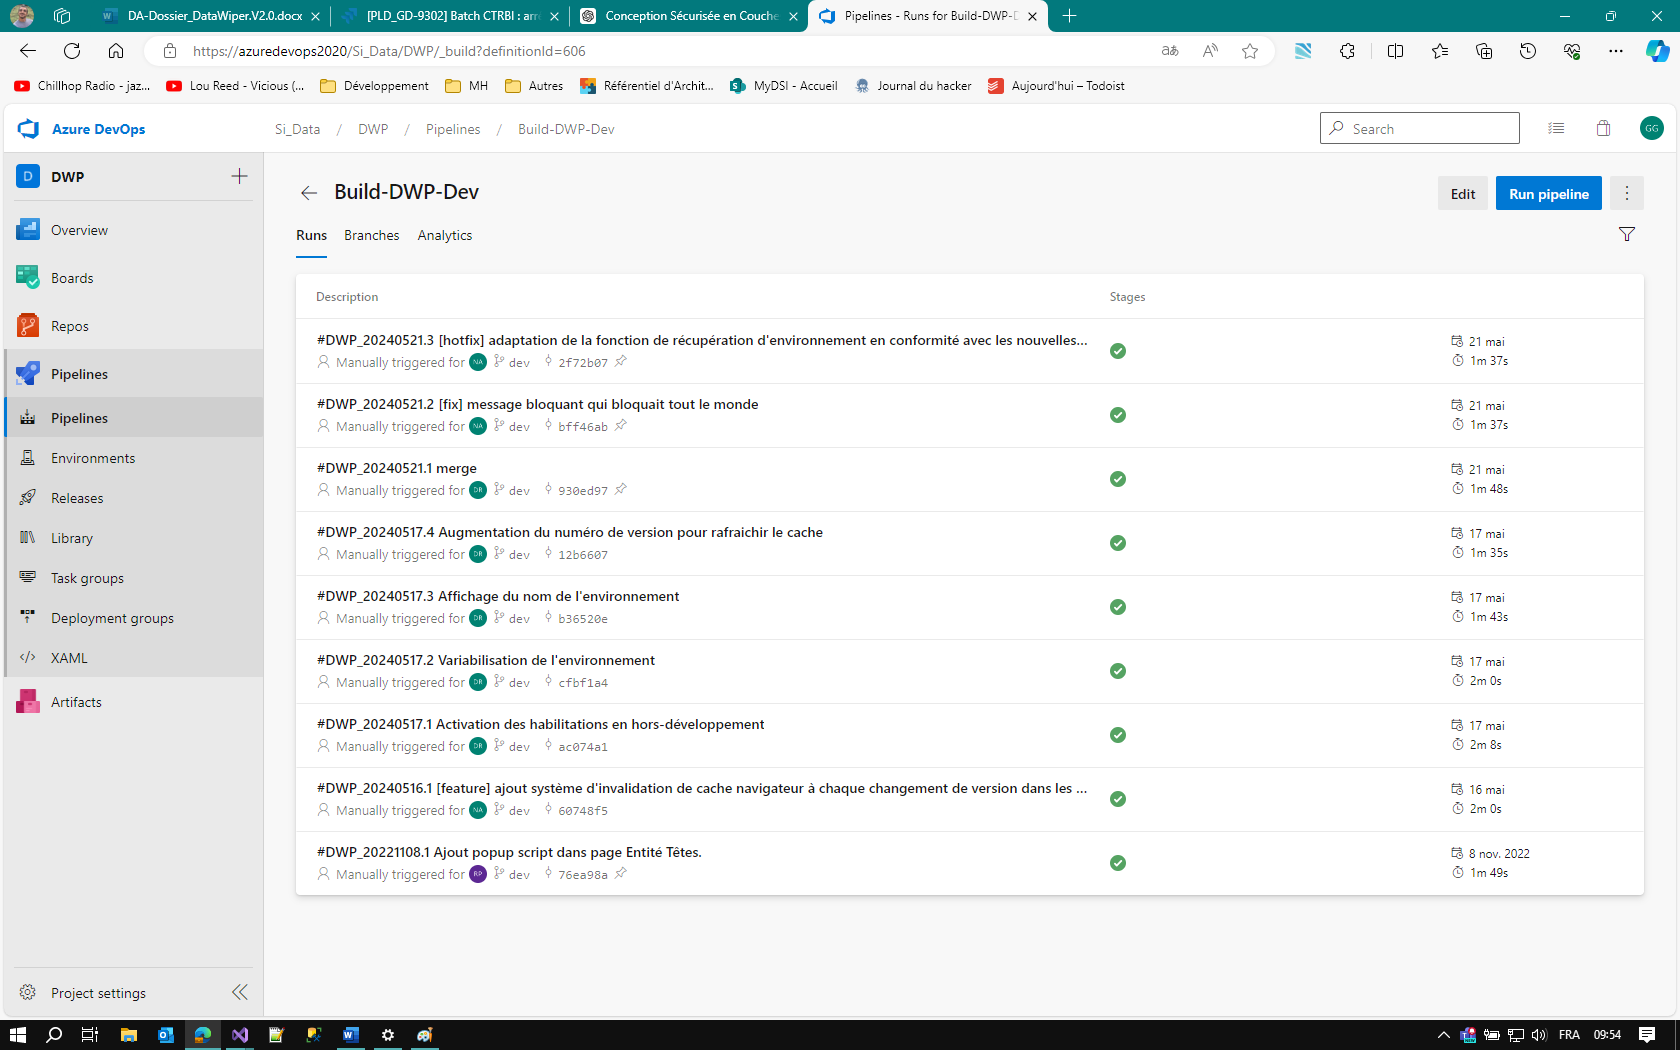 DA-Dossier_DataWiper.V2.0.docx
[PLD_GD-9302] Batch CTRBI : arr
Conception Sécurisée en Couche
Pipelines - Runs for Build-DWP-D
https://azuredevops2020/Si_Data/DWP/_build?definitionId=606
Chillhop Radio - jaz...
Lou Reed - Vicious (...
Développement
MH
Autres
Référentiel d'Archit...
MyDSI - Accueil
Journal du hacker
Aujourd'hui – Todoist
Azure DevOps
Si_Data / DWP / Pipelines / Build-DWP-Dev
Search
GG
D DWP
Overview
Boards
Repos
Pipelines
Pipelines
Environments
Releases
Library
Task groups
Deployment groups
XAML
Artifacts
Project settings
Build-DWP-Dev
Edit
Run pipeline
Runs
Branches
Analytics
Description
Stages
#DWP_20240521.3 [hotfix] adaptation de la fonction de récupération d'environnement en conformité avec les nouvelles...
Manually triggered for NA dev 2f72b07
21 mai
1m 37s
#DWP_20240521.2 [fix] message bloquant qui bloquait tout le monde
Manually triggered for NA dev bff46ab
21 mai
1m 37s
#DWP_20240521.1 merge
Manually triggered for DR dev 930ed97
21 mai
1m 48s
#DWP_20240517.4 Augmentation du numéro de version pour rafraichir le cache
Manually triggered for DR dev 12b6607
17 mai
1m 35s
#DWP_20240517.3 Affichage du nom de l'environnement
Manually triggered for DR dev b36520e
17 mai
1m 43s
#DWP_20240517.2 Variabilisation de l'environnement
Manually triggered for DR dev cfbf1a4
17 mai
2m 0s
#DWP_20240517.1 Activation des habilitations en hors-développement
Manually triggered for DR dev ac074a1
17 mai
2m 8s
#DWP_20240516.1 [feature] ajout système d'invalidation de cache navigateur à chaque changement de version dans les ...
Manually triggered for NA dev 60748f5
16 mai
2m 0s
#DWP_20221108.1 Ajout popup script dans page Entité Têtes.
Manually triggered for RP dev 76ea98a
8 nov. 2022
1m 49s
FRA
09:54